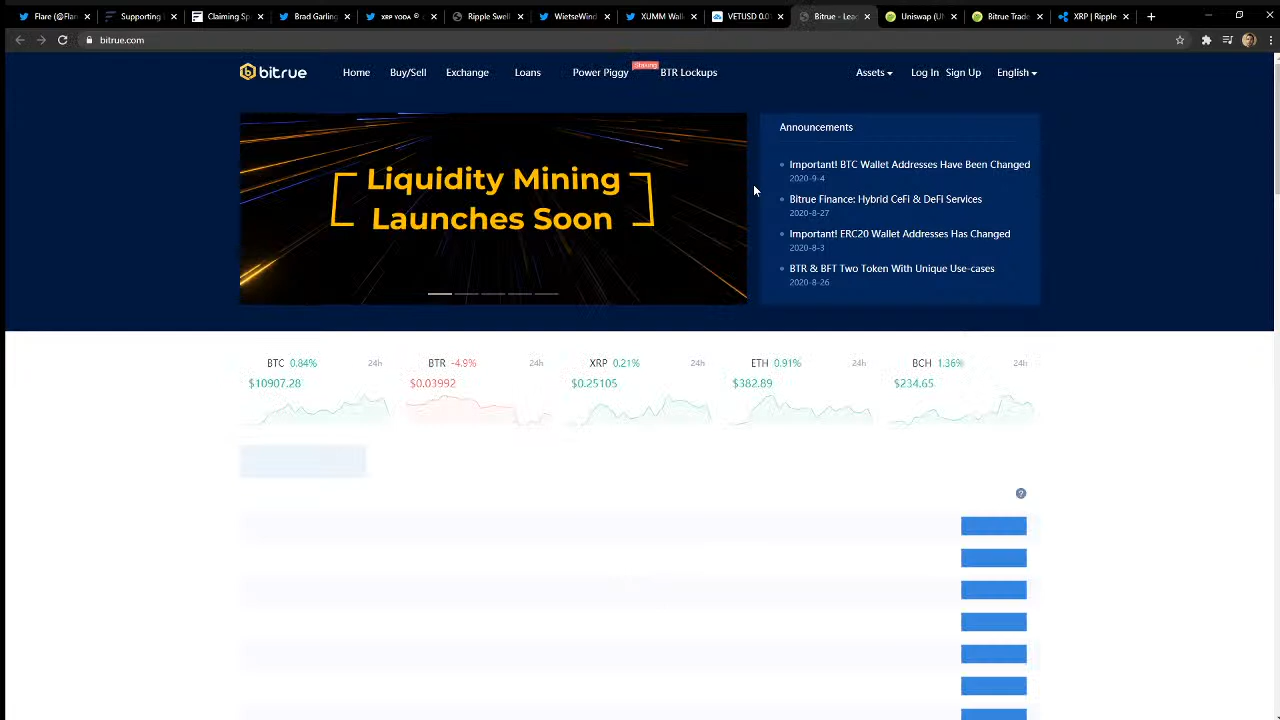 Flare (@Flar
Supporting
Claiming Sp
Brad Garling
XRP YODA
Ripple Swell
WietseWind
XUMM Wall
VETUSD 0.0
Bitrue - Lea
Uniswap (U
Bitrue Trade
XRP | Ripple
bitrue.com
bitrue
Home Buy/Sell Exchange Loans Power Piggy BTR Lockups
Assets Log In Sign Up English
Liquidity Mining
Launches Soon
Announcements
Important! BTC Wallet Addresses Have Been Changed
2020-9-4
Bitrue Finance: Hybrid CeFi & DeFi Services
2020-8-27
Important! ERC20 Wallet Addresses Has Changed
2020-8-3
BTR & BFT Two Token With Unique Use-cases
2020-8-26
BTC 0.84% 24h BTR -4.9% 24h XRP 0.21% 24h ETH 0.91% 24h BCH 1.36% 24h
$10907.28 $0.03992 $0.25105 $382.89 $234.65
?